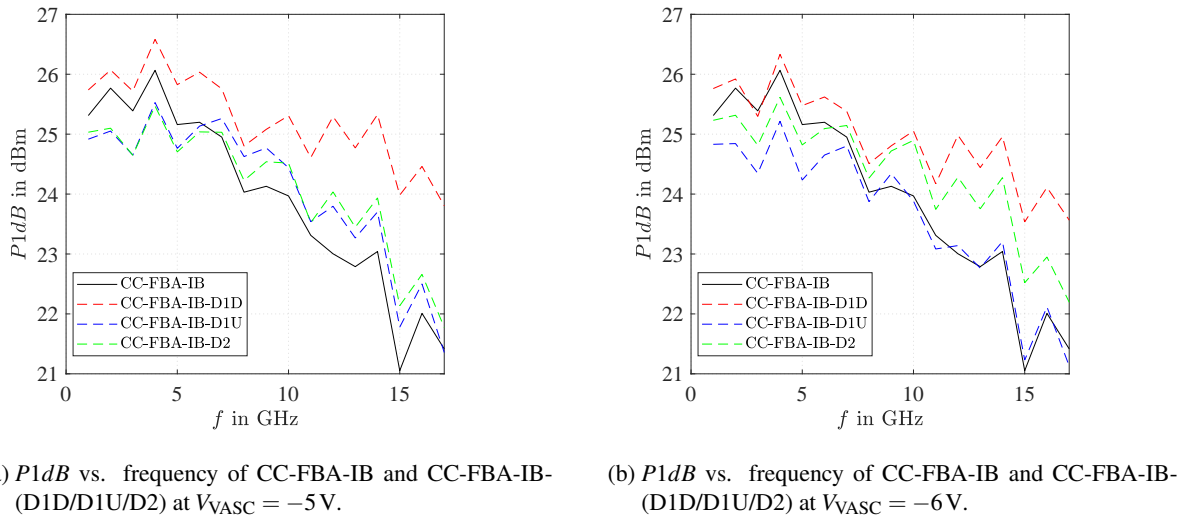 27
26
25
24
23
22
21
0
5
10
15
P1dB in dBm
f in GHz
CC-FBA-IB
CC-FBA-IB-D1D
CC-FBA-IB-D1U
CC-FBA-IB-D2
) P1dB vs. frequency of CC-FBA-IB and CC-FBA-IB-
(D1D/D1U/D2) at V_VASC = −5V.
27
26
25
24
23
22
21
0
5
10
15
P1dB in dBm
f in GHz
CC-FBA-IB
CC-FBA-IB-D1D
CC-FBA-IB-D1U
CC-FBA-IB-D2
(b) P1dB vs. frequency of CC-FBA-IB and CC-FBA-IB-
(D1D/D1U/D2) at V_VASC = −6V.